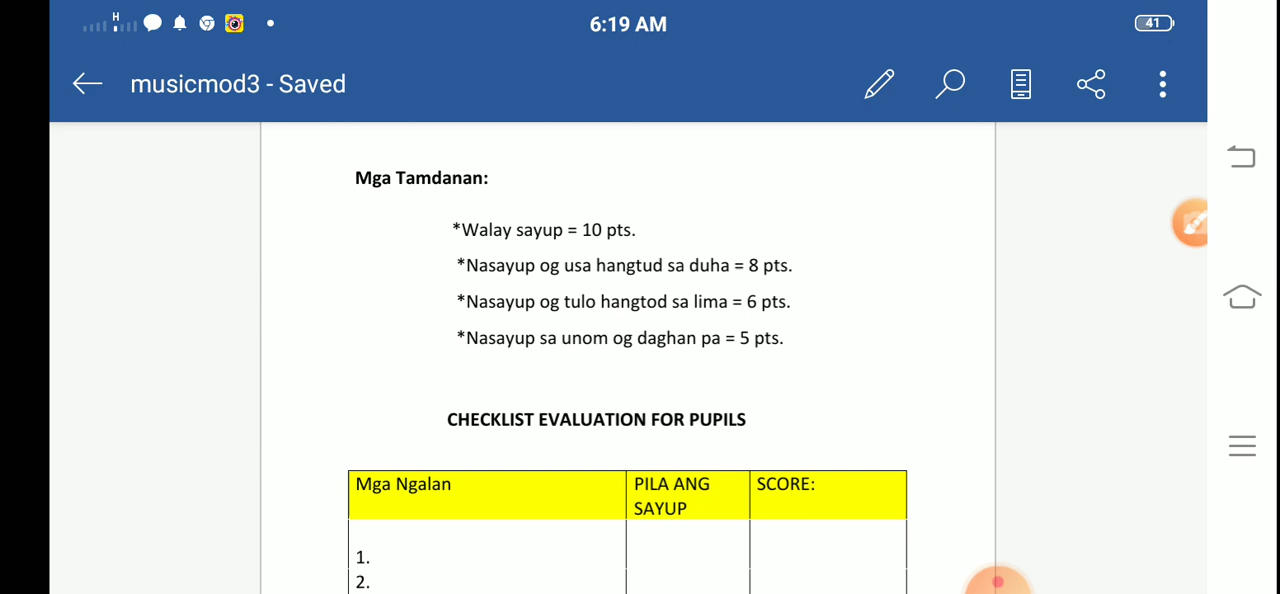 H
6:19 AM
41
musicmod3 - Saved
Mga Tamdanan:
*Walay sayup = 10 pts.
*Nasayup og usa hangtud sa duha = 8 pts.
*Nasayup og tulo hangtod sa lima = 6 pts.
*Nasayup sa unom og daghan pa = 5 pts.
CHECKLIST EVALUATION FOR PUPILS
Mga Ngalan
PILA ANG
SAYUP
SCORE:
1.
2.